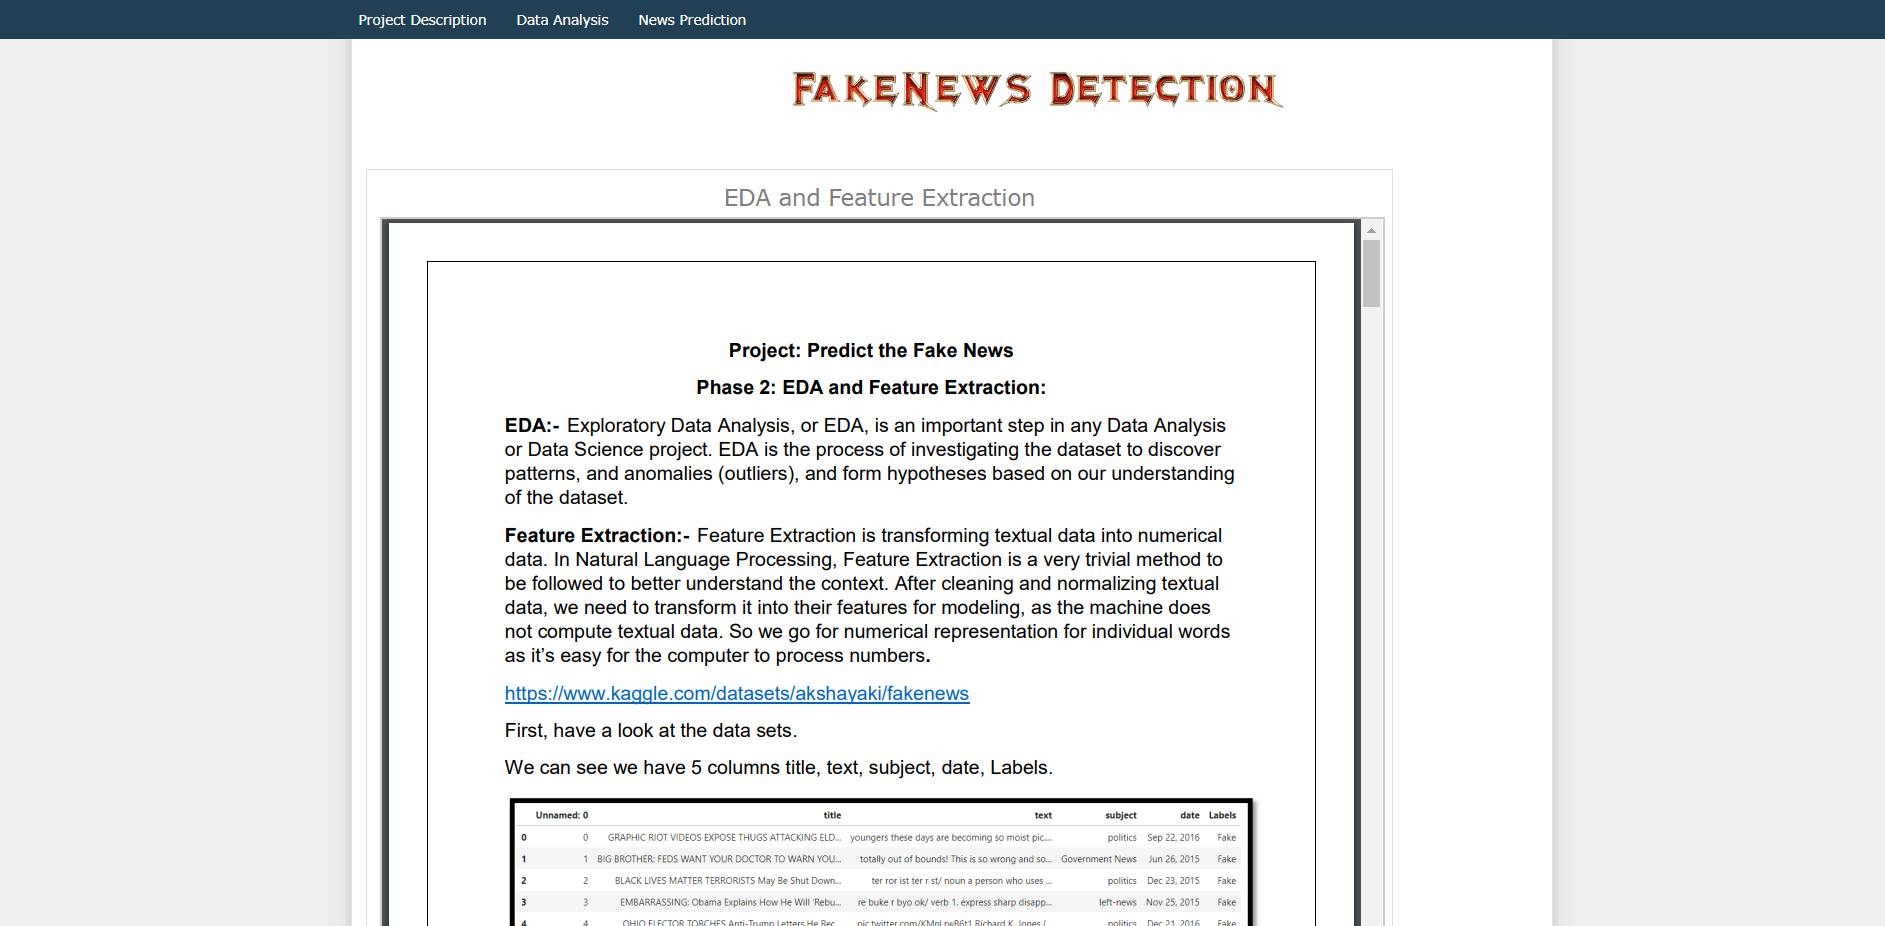 Project Description Data Analysis News Prediction
FakeNews Detection
EDA and Feature Extraction
Project: Predict the Fake News
Phase 2: EDA and Feature Extraction:
EDA:- Exploratory Data Analysis, or EDA, is an important step in any Data Analysis
or Data Science project. EDA is the process of investigating the dataset to discover
patterns, and anomalies (outliers), and form hypotheses based on our understanding
of the dataset.
Feature Extraction:- Feature Extraction is transforming textual data into numerical
data. In Natural Language Processing, Feature Extraction is a very trivial method to
be followed to better understand the context. After cleaning and normalizing textual
data, we need to transform it into their features for modeling, as the machine does
not compute textual data. So we go for numerical representation for individual words
as it’s easy for the computer to process numbers.
https://www.kaggle.com/datasets/akshayaki/fakenews
First, have a look at the data sets.
We can see we have 5 columns title, text, subject, date, Labels.
Unnamed: 0 title text subject date Labels
0 0 GRAPHIC RIOT VIDEOS EXPOSE THUGS ATTACKING ELD... youngers these days are becoming so moist pic.... politics Sep 22, 2016 Fake
1 1 BIG BROTHER: FEDS WANT YOUR DOCTOR TO WARN YOU... totally out of bounds! This is so wrong and so... Government News Jun 26, 2015 Fake
2 2 BLACK LIVES MATTER TERRORISTS May Be Shut Down... ter ror ist ter r st/ noun a person who uses ... politics Dec 23, 2015 Fake
3 3 EMBARRASSING: Obama Explains How He Will 'Rebu... re buke r byo ok/ verb 1. express sharp disapp... left-news Nov 25, 2015 Fake
4 4 OHIO ELECTOR TORCHES Anti-Trump Letters He Rec... Richard K. Jones (... politics Dec 21, 2016 Fake